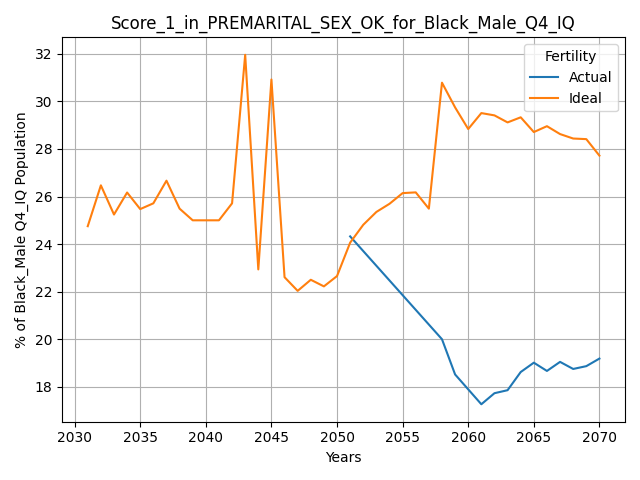 Score_1_in_PREMARITAL_SEX_OK_for_Black_Male_Q4_IQ
Fertility
Actual
Ideal
% of Black_Male Q4_IQ Population
32
30
28
26
24
22
20
18
2030 2035 2040 2045 2050 2055 2060 2065 2070
Years